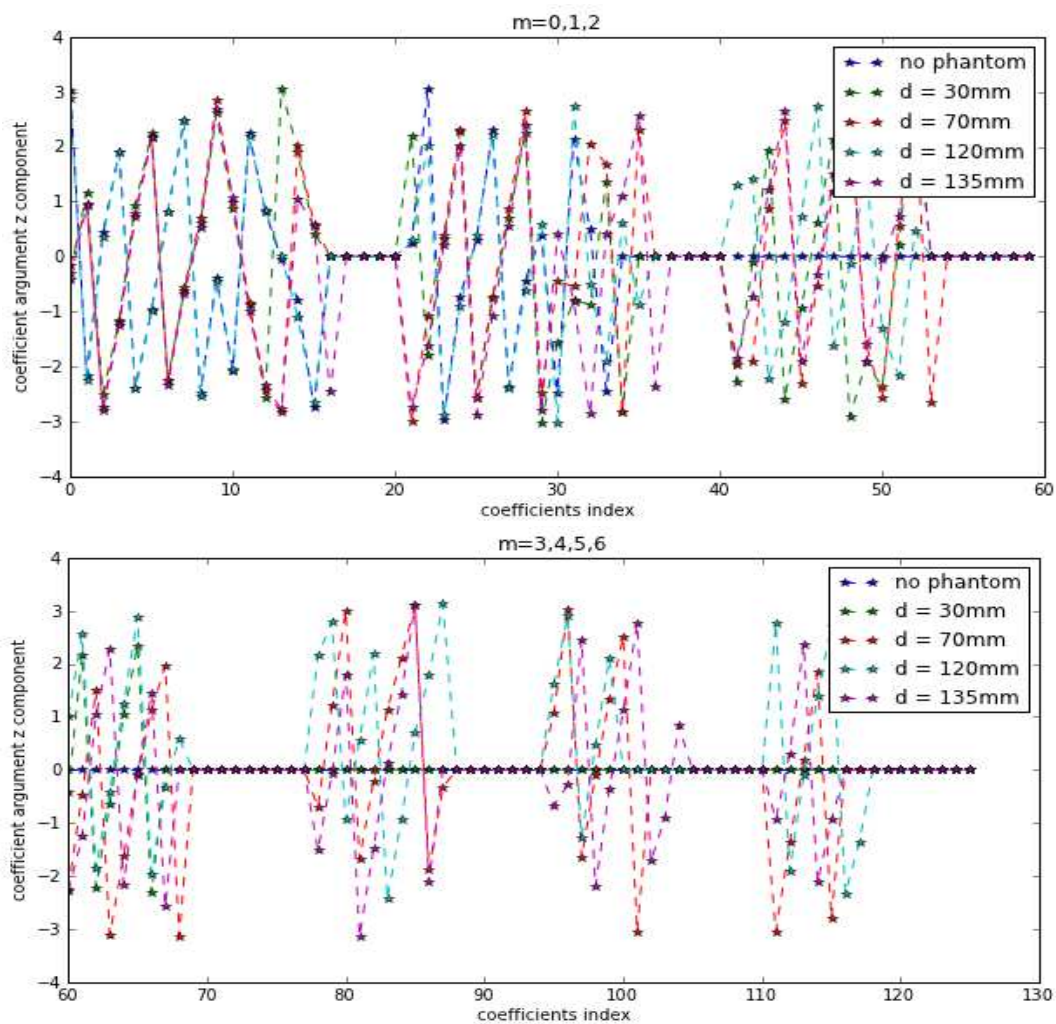 m=0,1,2
4
3
2
1
0
−1
−2
−3
−4
coefficient argument z component
no phantom
d = 30mm
d = 70mm
d = 120mm
d = 135mm
0 10 20 30 40 50 60
coefficients index
m=3,4,5,6
4
3
2
1
0
−1
−2
−3
−4
coefficient argument z component
no phantom
d = 30mm
d = 70mm
d = 120mm
d = 135mm
60 70 80 90 100 110 120 130
coefficients index